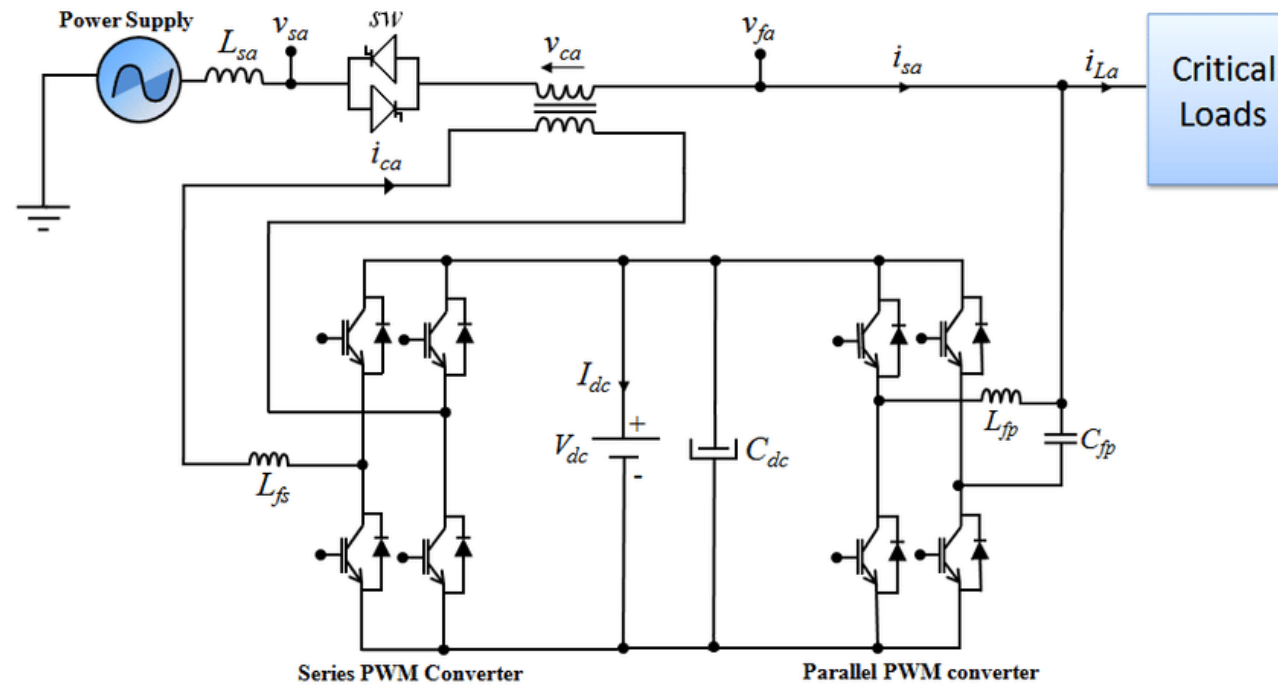 Power Supply
L_sa
v_sa
sw
v_ca
v_fa
i_sa
i_La
Critical
Loads
i_ca
I_dc
+
V_dc
-
C_dc
L_fs
L_fp
C_fp
Series PWM Converter
Parallel PWM converter